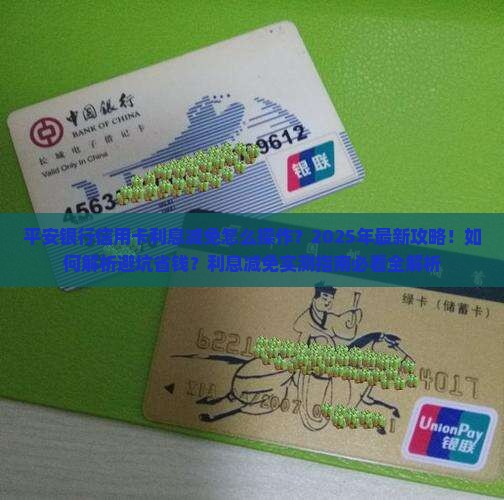 中国银行
BANK OF CHINA
长城电子借记卡
Valid Only in China
4563 9612
银联
平安银行信用卡利息减免怎么操作？2025年最新攻略！如
何解析避坑省钱？利息减免实测指南必看全解析
绿卡（储蓄卡）
UnionPay
银联